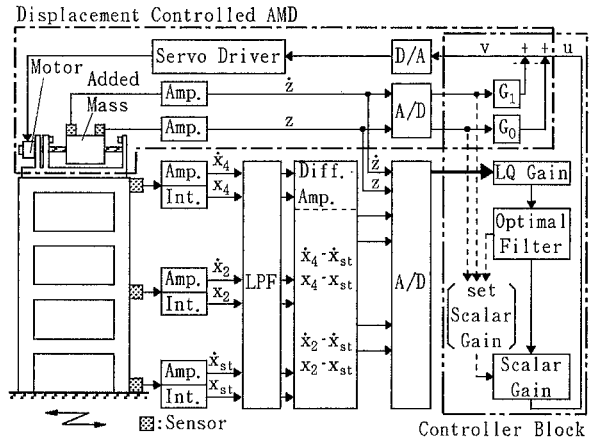 Displacement Controlled AMD
Servo Driver
D/A
v
+
+
u
Motor
Added
Mass
Amp.
ż
Amp.
z
A/D
G₁
G₀
Amp.
Int.
ẋ₄
x₄
LPF
Diff.
Amp.
ż
z
A/D
LQ Gain
Optimal
Filter
Amp.
Int.
ẋ₂
x₂
ẋ₄-ẋst
x₄-xst
set
Scalar
Gain
ẋ₂-ẋst
x₂-xst
Amp.
Int.
ẋst
xst
Scalar
Gain
:Sensor
Controller Block